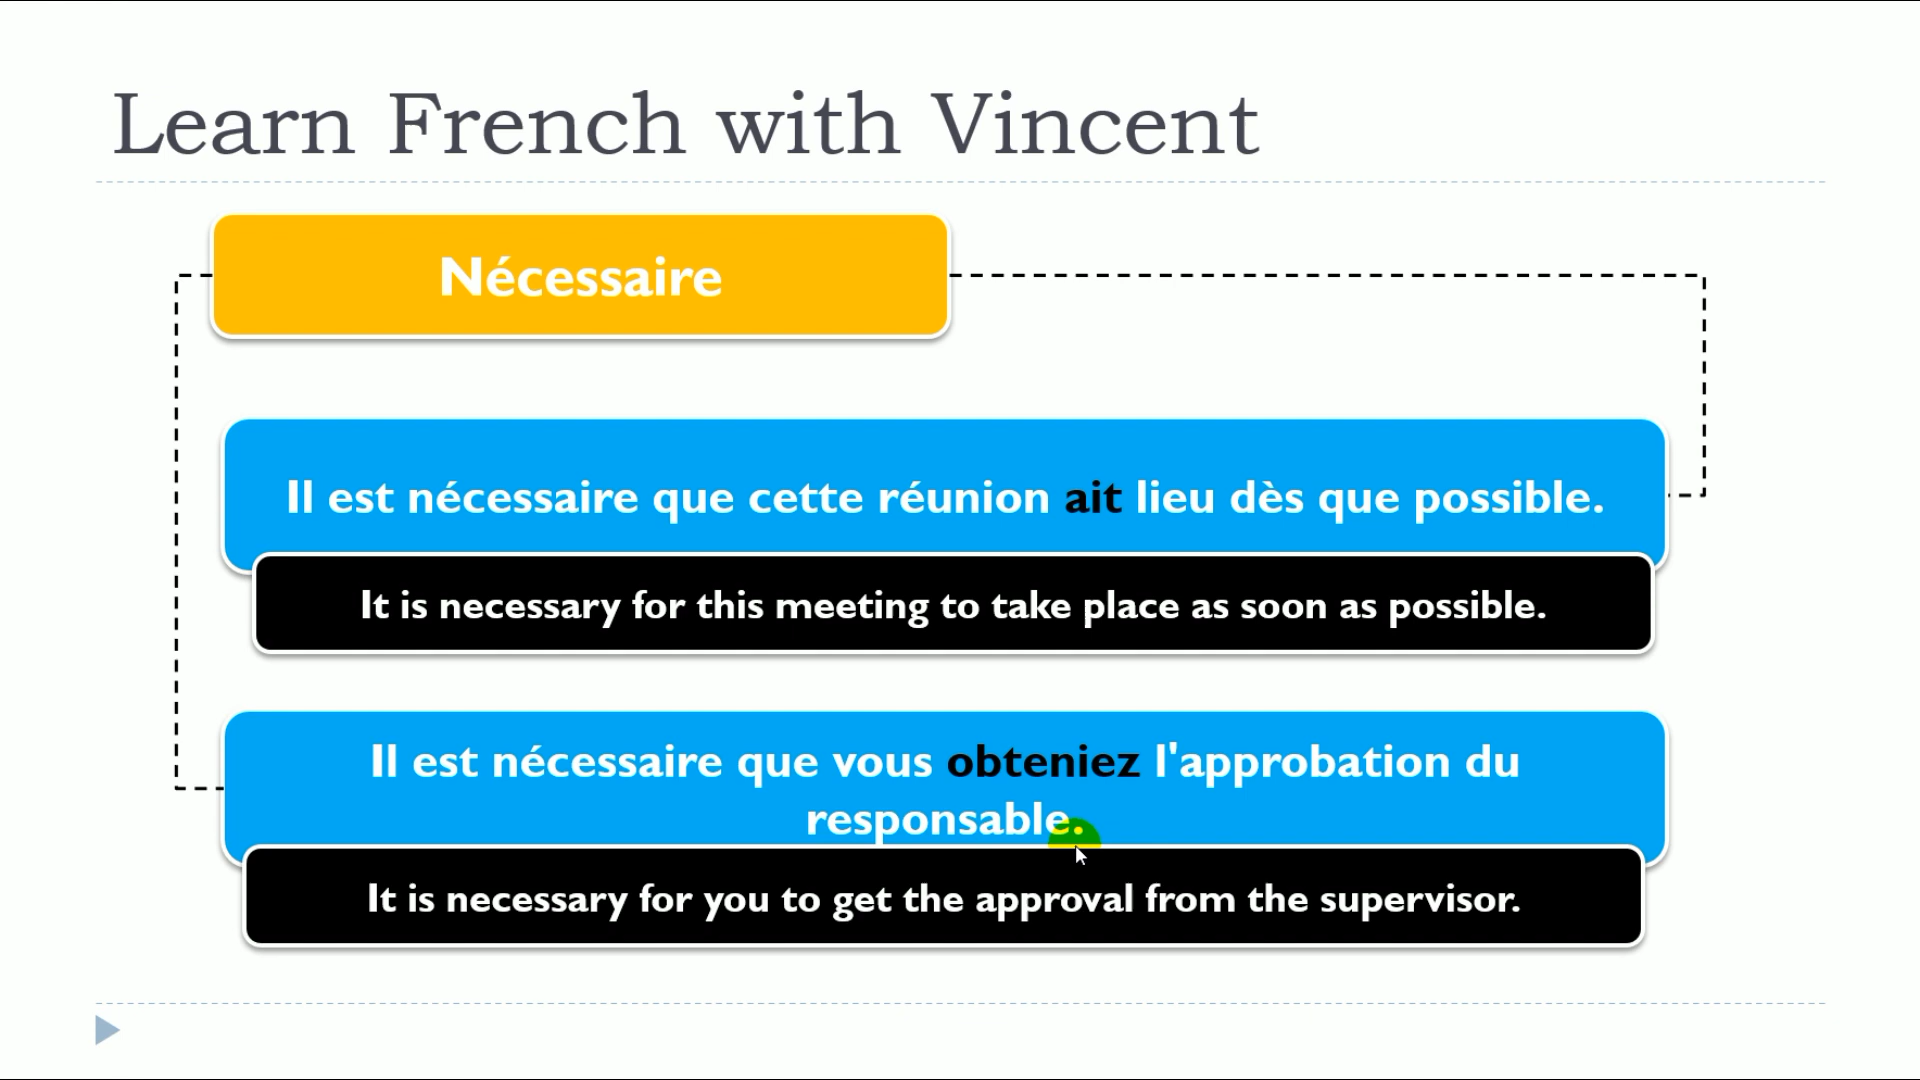 Learn French with Vincent
Nécessaire
Il est nécessaire que cette réunion ait lieu dès que possible.
It is necessary for this meeting to take place as soon as possible.
Il est nécessaire que vous obteniez l'approbation du
responsable.
It is necessary for you to get the approval from the supervisor.